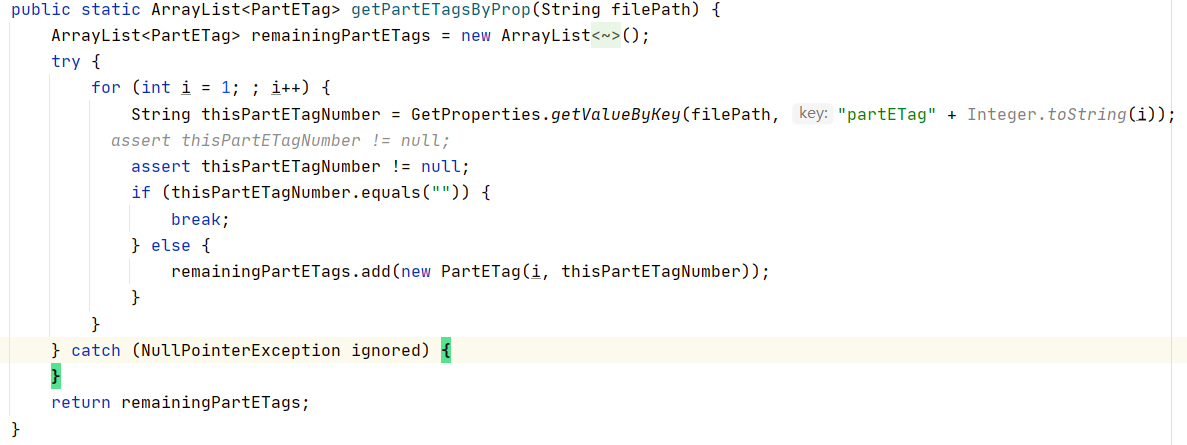 public static ArrayList<PartETag> getPartETagsByProp(String filePath) {
    ArrayList<PartETag> remainingPartETags = new ArrayList<~>();
    try {
        for (int i = 1; ; i++) {
            String thisPartETagNumber = GetProperties.getValueByKey(filePath, key: "partETag" + Integer.toString(i));
          assert thisPartETagNumber != null;
            assert thisPartETagNumber != null;
            if (thisPartETagNumber.equals("")) {
                break;
            } else {
                remainingPartETags.add(new PartETag(i, thisPartETagNumber));
            }
        }
    } catch (NullPointerException ignored) {
    }
    return remainingPartETags;
}